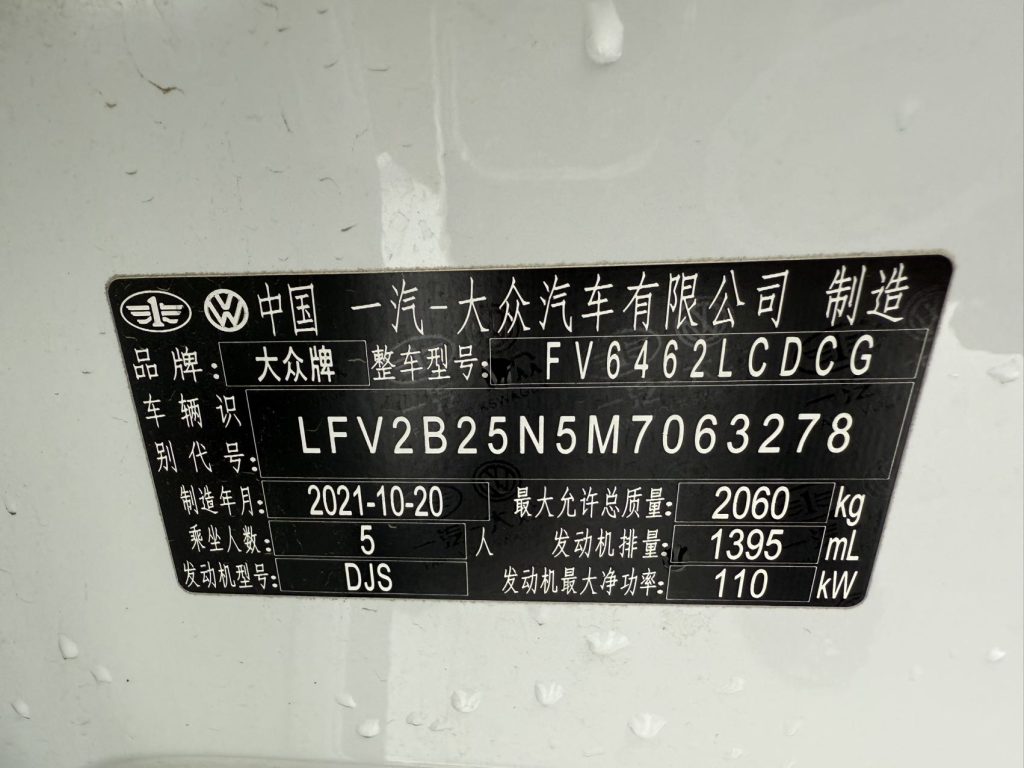 中国 一汽-大众汽车有限公司 制造
品牌: 大众牌 整车型号: FV6462LCDCG
车辆识别代号: LFV2B25N5M7063278
制造年月: 2021-10-20 最大允许总质量: 2060 kg
乘坐人数: 5 人 发动机排量: 1395 mL
发动机型号: DJS 发动机最大净功率: 110 kW